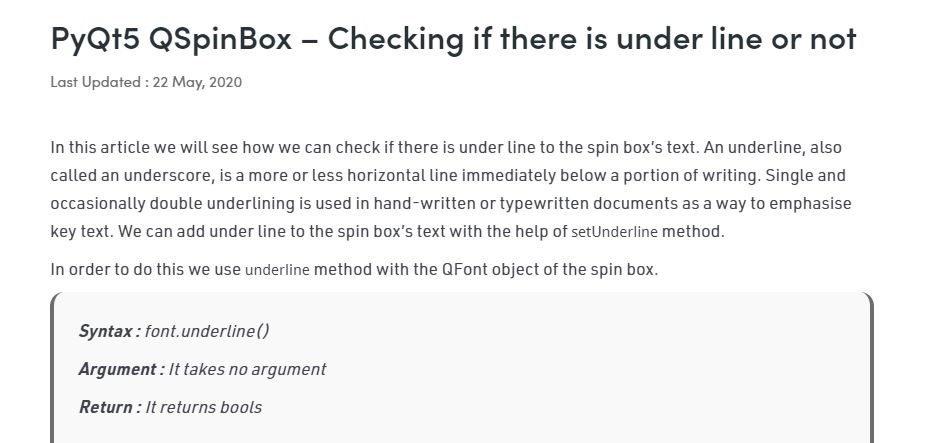 PyQt5 QSpinBox – Checking if there is under line or not
Last Updated : 22 May, 2020
In this article we will see how we can check if there is under line to the spin box's text. An underline, also
called an underscore, is a more or less horizontal line immediately below a portion of writing. Single and
occasionally double underlining is used in hand-written or typewritten documents as a way to emphasise
key text. We can add under line to the spin box's text with the help of setUnderline method.
In order to do this we use underline method with the QFont object of the spin box.
Syntax : font.underline()
Argument : It takes no argument
Return : It returns bools